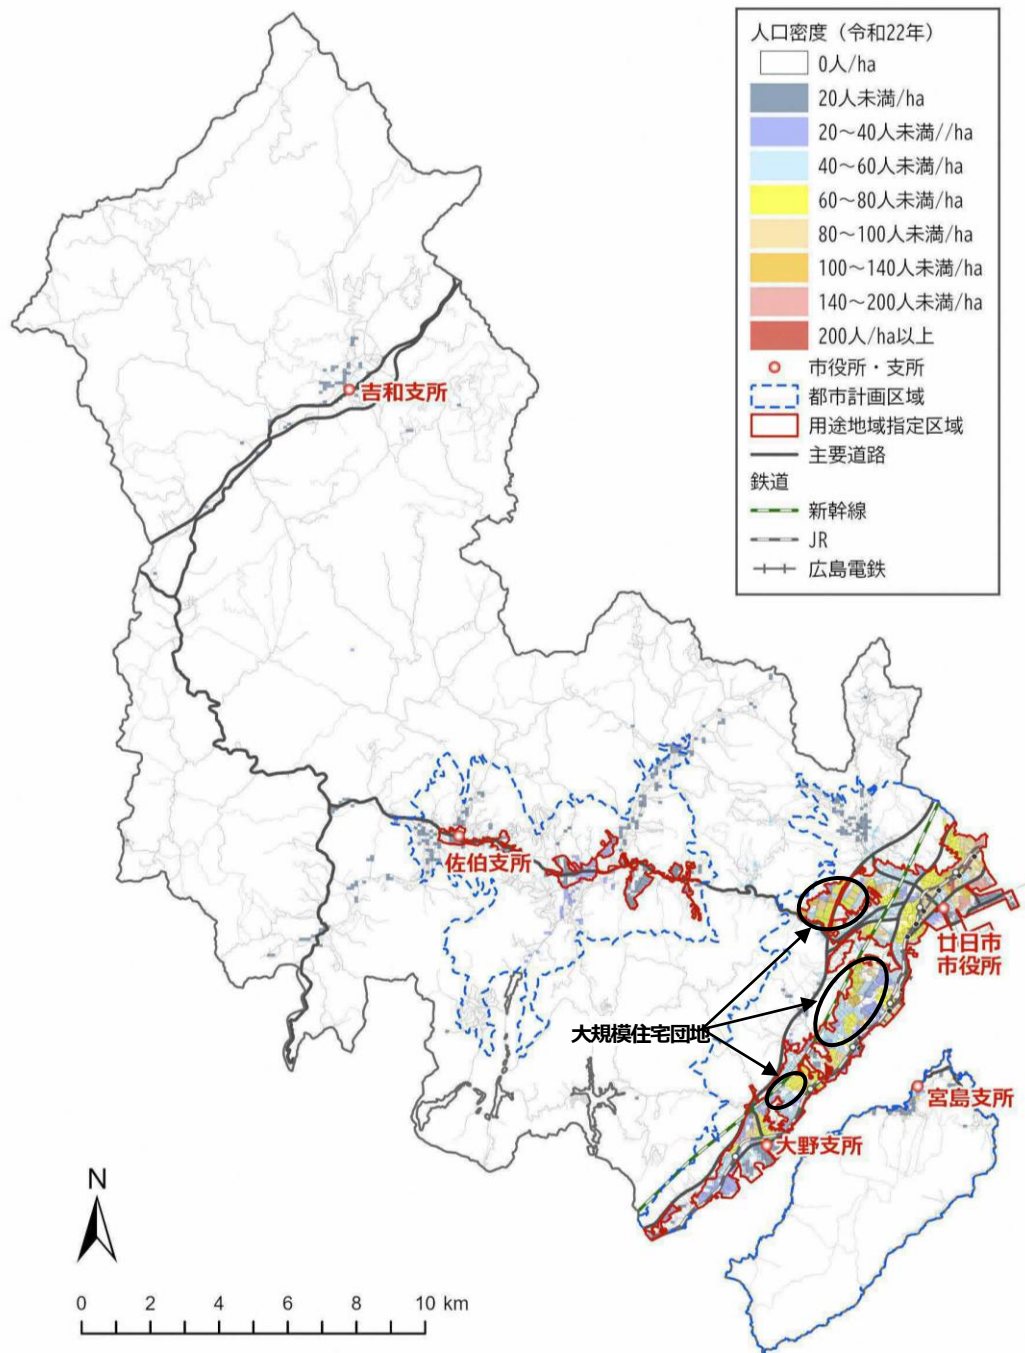 人口密度（令和22年）
0人/ha
20人未満/ha
20～40人未満//ha
40～60人未満/ha
60～80人未満/ha
80～100人未満/ha
100～140人未満/ha
140～200人未満/ha
200人/ha以上
市役所・支所
都市計画区域
用途地域指定区域
主要道路
鉄道
新幹線
JR
広島電鉄
吉和支所
佐伯支所
廿日市
市役所
大規模住宅団地
宮島支所
大野支所
N
0 2 4 6 8 10 km